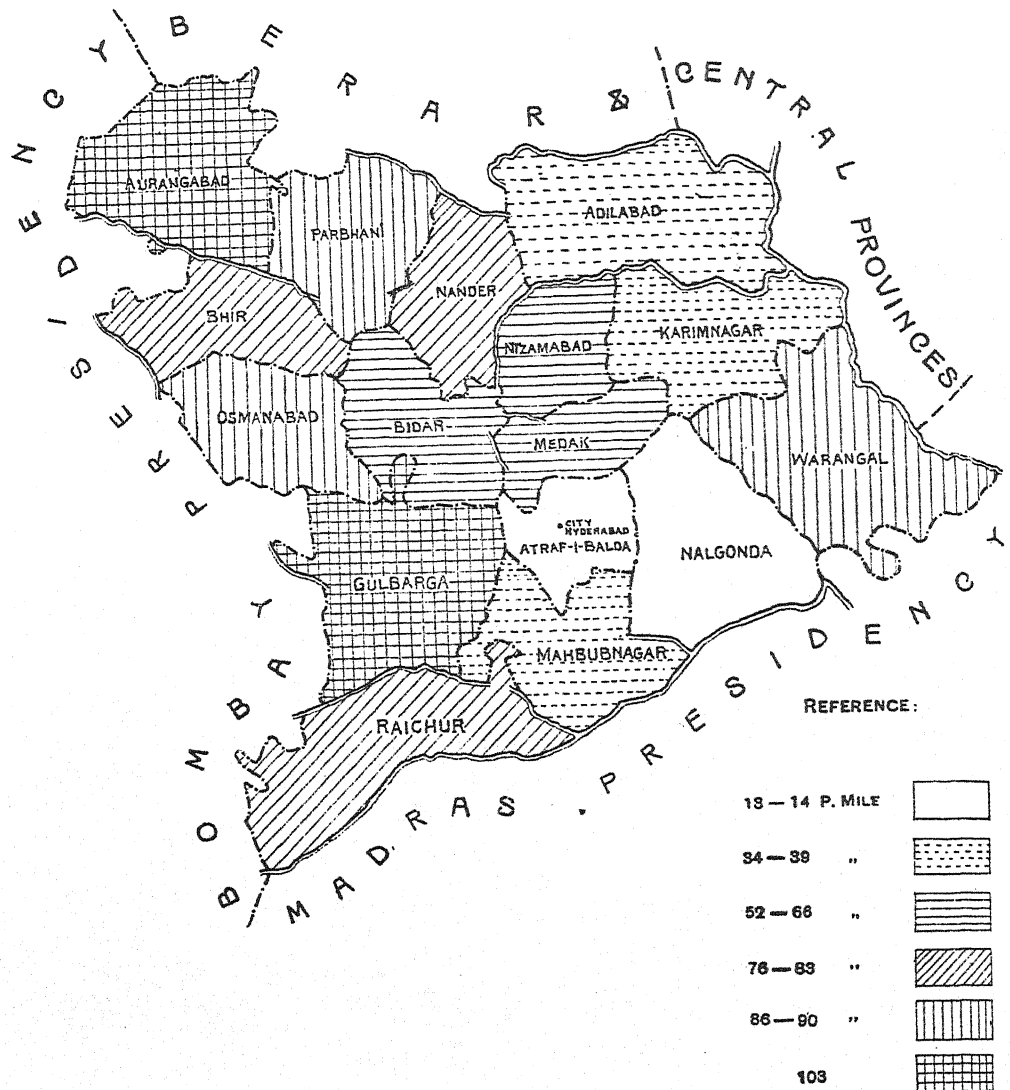 BOMBAY PRESIDENCY
BERAR & CENTRAL PROVINCES
AURANGABAD
PARBHANI
ADILABAD
NANDER
BHIR
NIZAMABAD
KARIMNAGAR
OSMANABAD
BIDAR
MEDAK
WARANGAL
CITY
HYDERABAD
ATRAF-I-BALDA
NALGONDA
GULBARGA
MAHBUBNAGAR
RAICHUR
MADRAS. PRESIDENCY
REFERENCE:
13—14 P. MILE
34—39 „
52—66 „
76—83 „
86—90 „
103